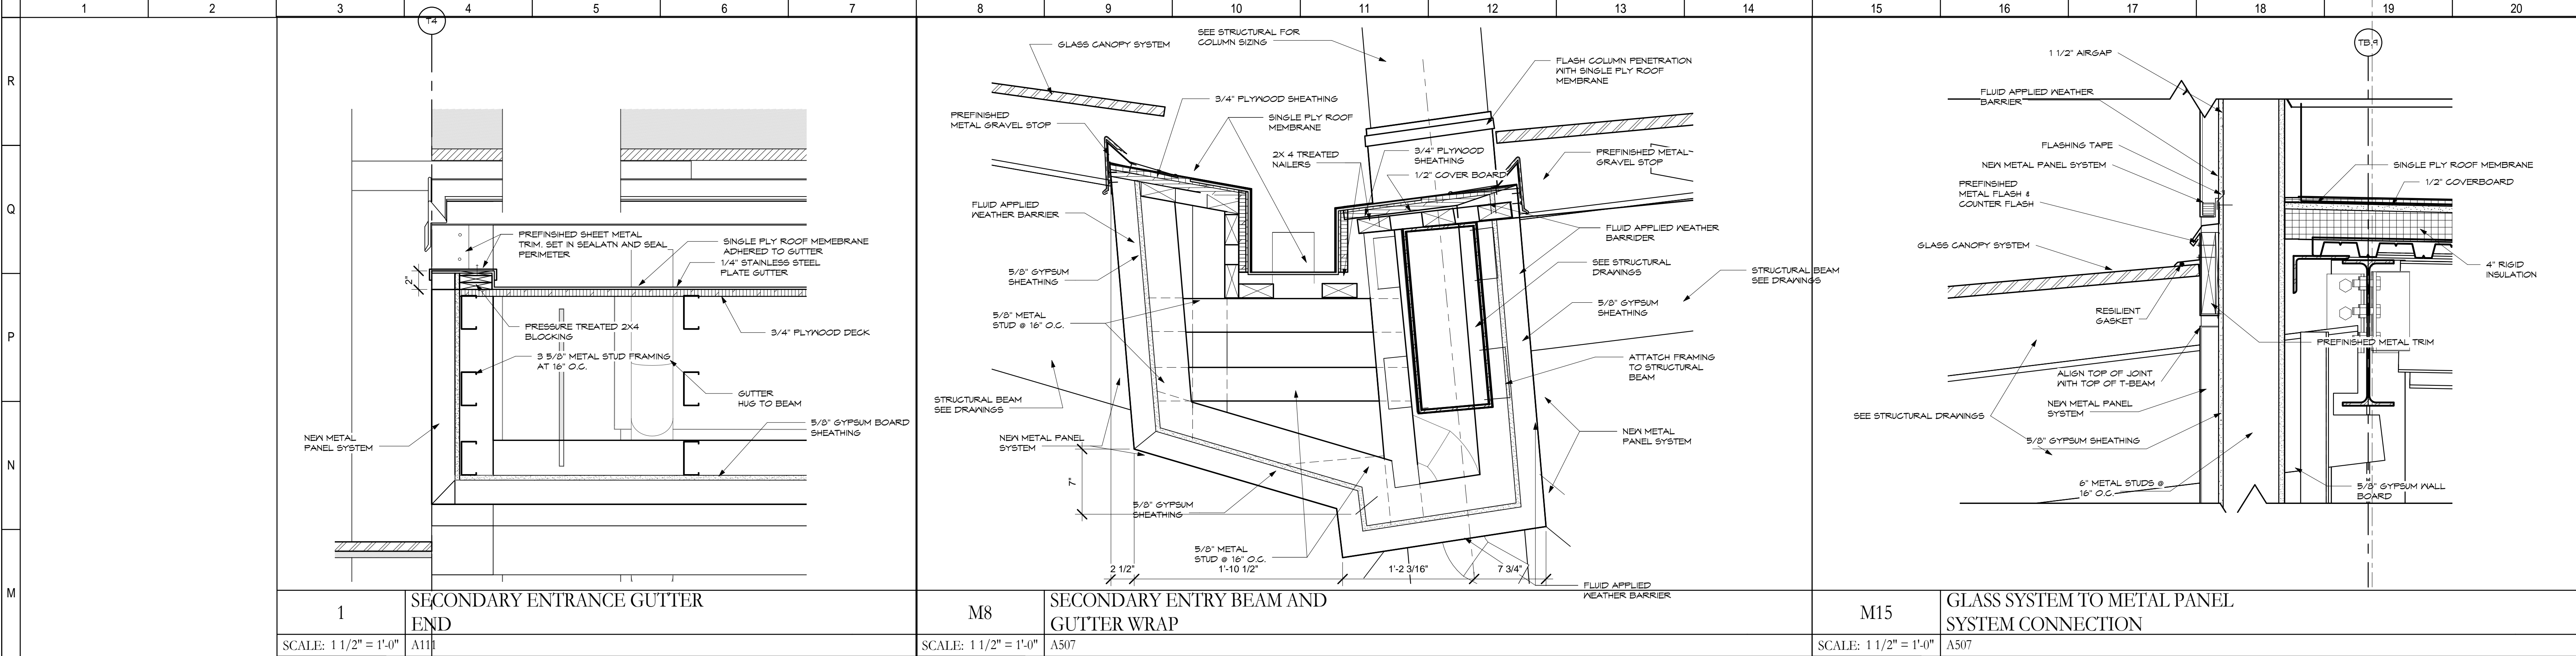 1
2
3
4
5
6
7
8
9
10
11
12
13
14
15
16
17
18
19
20
R
Q
P
N
M
T4
PREFINSIHED SHEET METAL
TRIM. SET IN SEALATN AND SEAL
PERIMETER
SINGLE PLY ROOF MEMEBRANE
ADHERED TO GUTTER
1/4" STAINLESS STEEL
PLATE GUTTER
2"
PRESSURE TREATED 2X4
BLOCKING
3/4" PLYWOOD DECK
3 5/8" METAL STUD FRAMING
AT 16" O.C.
GUTTER
HUG TO BEAM
5/8" GYPSUM BOARD
SHEATHING
NEW METAL
PANEL SYSTEM
1
SECONDARY ENTRANCE GUTTER
END
SCALE: 1 1/2" = 1'-0"
A111
GLASS CANOPY SYSTEM
SEE STRUCTURAL FOR
COLUMN SIZING
FLASH COLUMN PENETRATION
WITH SINGLE PLY ROOF
MEMBRANE
3/4" PLYWOOD SHEATHING
PREFINISHED
METAL GRAVEL STOP
SINGLE PLY ROOF
MEMBRANE
2X 4 TREATED
NAILERS
3/4" PLYWOOD
SHEATHING
1/2" COVER BOARD
PREFINISHED METAL
GRAVEL STOP
FLUID APPLIED
WEATHER BARRIER
FLUID APPLIED WEATHER
BARRIDER
5/8" GYPSUM
SHEATHING
SEE STRUCTURAL
DRAWINGS
STRUCTURAL BEAM
SEE DRAWINGS
5/8" METAL
STUD @ 16" O.C.
5/8" GYPSUM
SHEATHING
ATTATCH FRAMING
TO STRUCTURAL
BEAM
STRUCTURAL BEAM
SEE DRAWINGS
NEW METAL PANEL
SYSTEM
NEW METAL
PANEL SYSTEM
7"
5/8" GYPSUM
SHEATHING
5/8" METAL
STUD @ 16" O.C.
2 1/2"
1'-10 1/2"
1'-2 3/16"
7 3/4"
FLUID APPLIED
WEATHER BARRIER
M8
SECONDARY ENTRY BEAM AND
GUTTER WRAP
SCALE: 1 1/2" = 1'-0"
A507
TB.9
1 1/2" AIRGAP
FLUID APPLIED WEATHER
BARRIER
FLASHING TAPE
NEW METAL PANEL SYSTEM
PREFINSIHED
METAL FLASH &
COUNTER FLASH
GLASS CANOPY SYSTEM
SINGLE PLY ROOF MEMBRANE
1/2" COVERBOARD
4" RIGID
INSULATION
RESILIENT
GASKET
PREFINISHED METAL TRIM
ALIGN TOP OF JOINT
WITH TOP OF T-BEAM
NEW METAL PANEL
SYSTEM
SEE STRUCTURAL DRAWINGS
5/8" GYPSUM SHEATHING
6" METAL STUDS @
16" O.C.
5/8" GYPSUM WALL
BOARD
M15
GLASS SYSTEM TO METAL PANEL
SYSTEM CONNECTION
SCALE: 1 1/2" = 1'-0"
A507